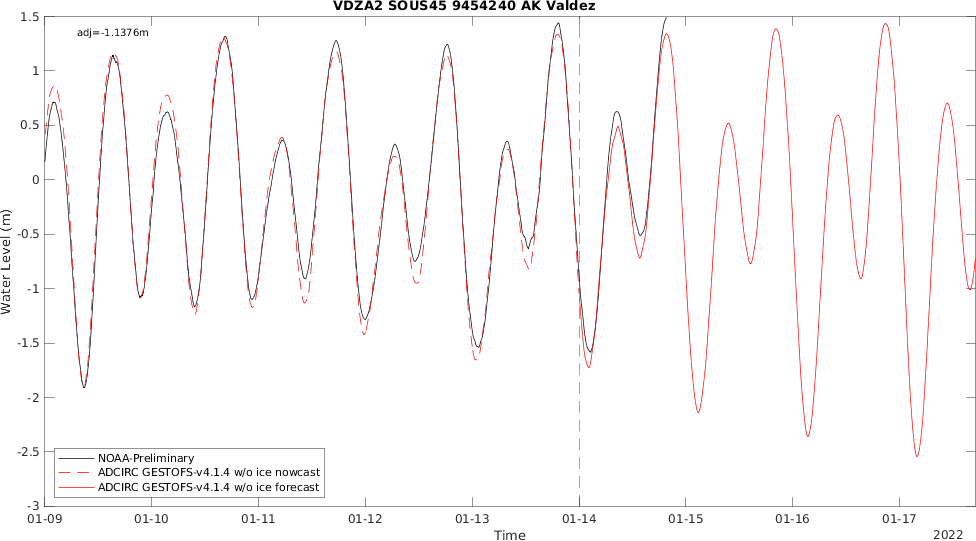 VDZA2 SOUS45 9454240 AK Valdez
adj=-1.1376m
1.5
1
0.5
0
-0.5
-1
-1.5
-2
-2.5
-3
Water Level (m)
NOAA-Preliminary
ADCIRC GESTOFS-v4.1.4 w/o ice nowcast
ADCIRC GESTOFS-v4.1.4 w/o ice forecast
01-09 01-10 01-11 01-12 01-13 01-14 01-15 01-16 01-17
Time
2022